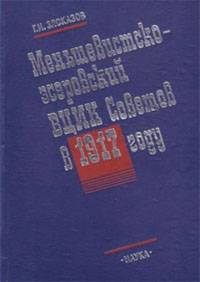 Г.И. ЗЛОКАЗОВ
Меньшевистско-
эсеровский
ВЦИК Советов
в 1917 году
·НАУКА·